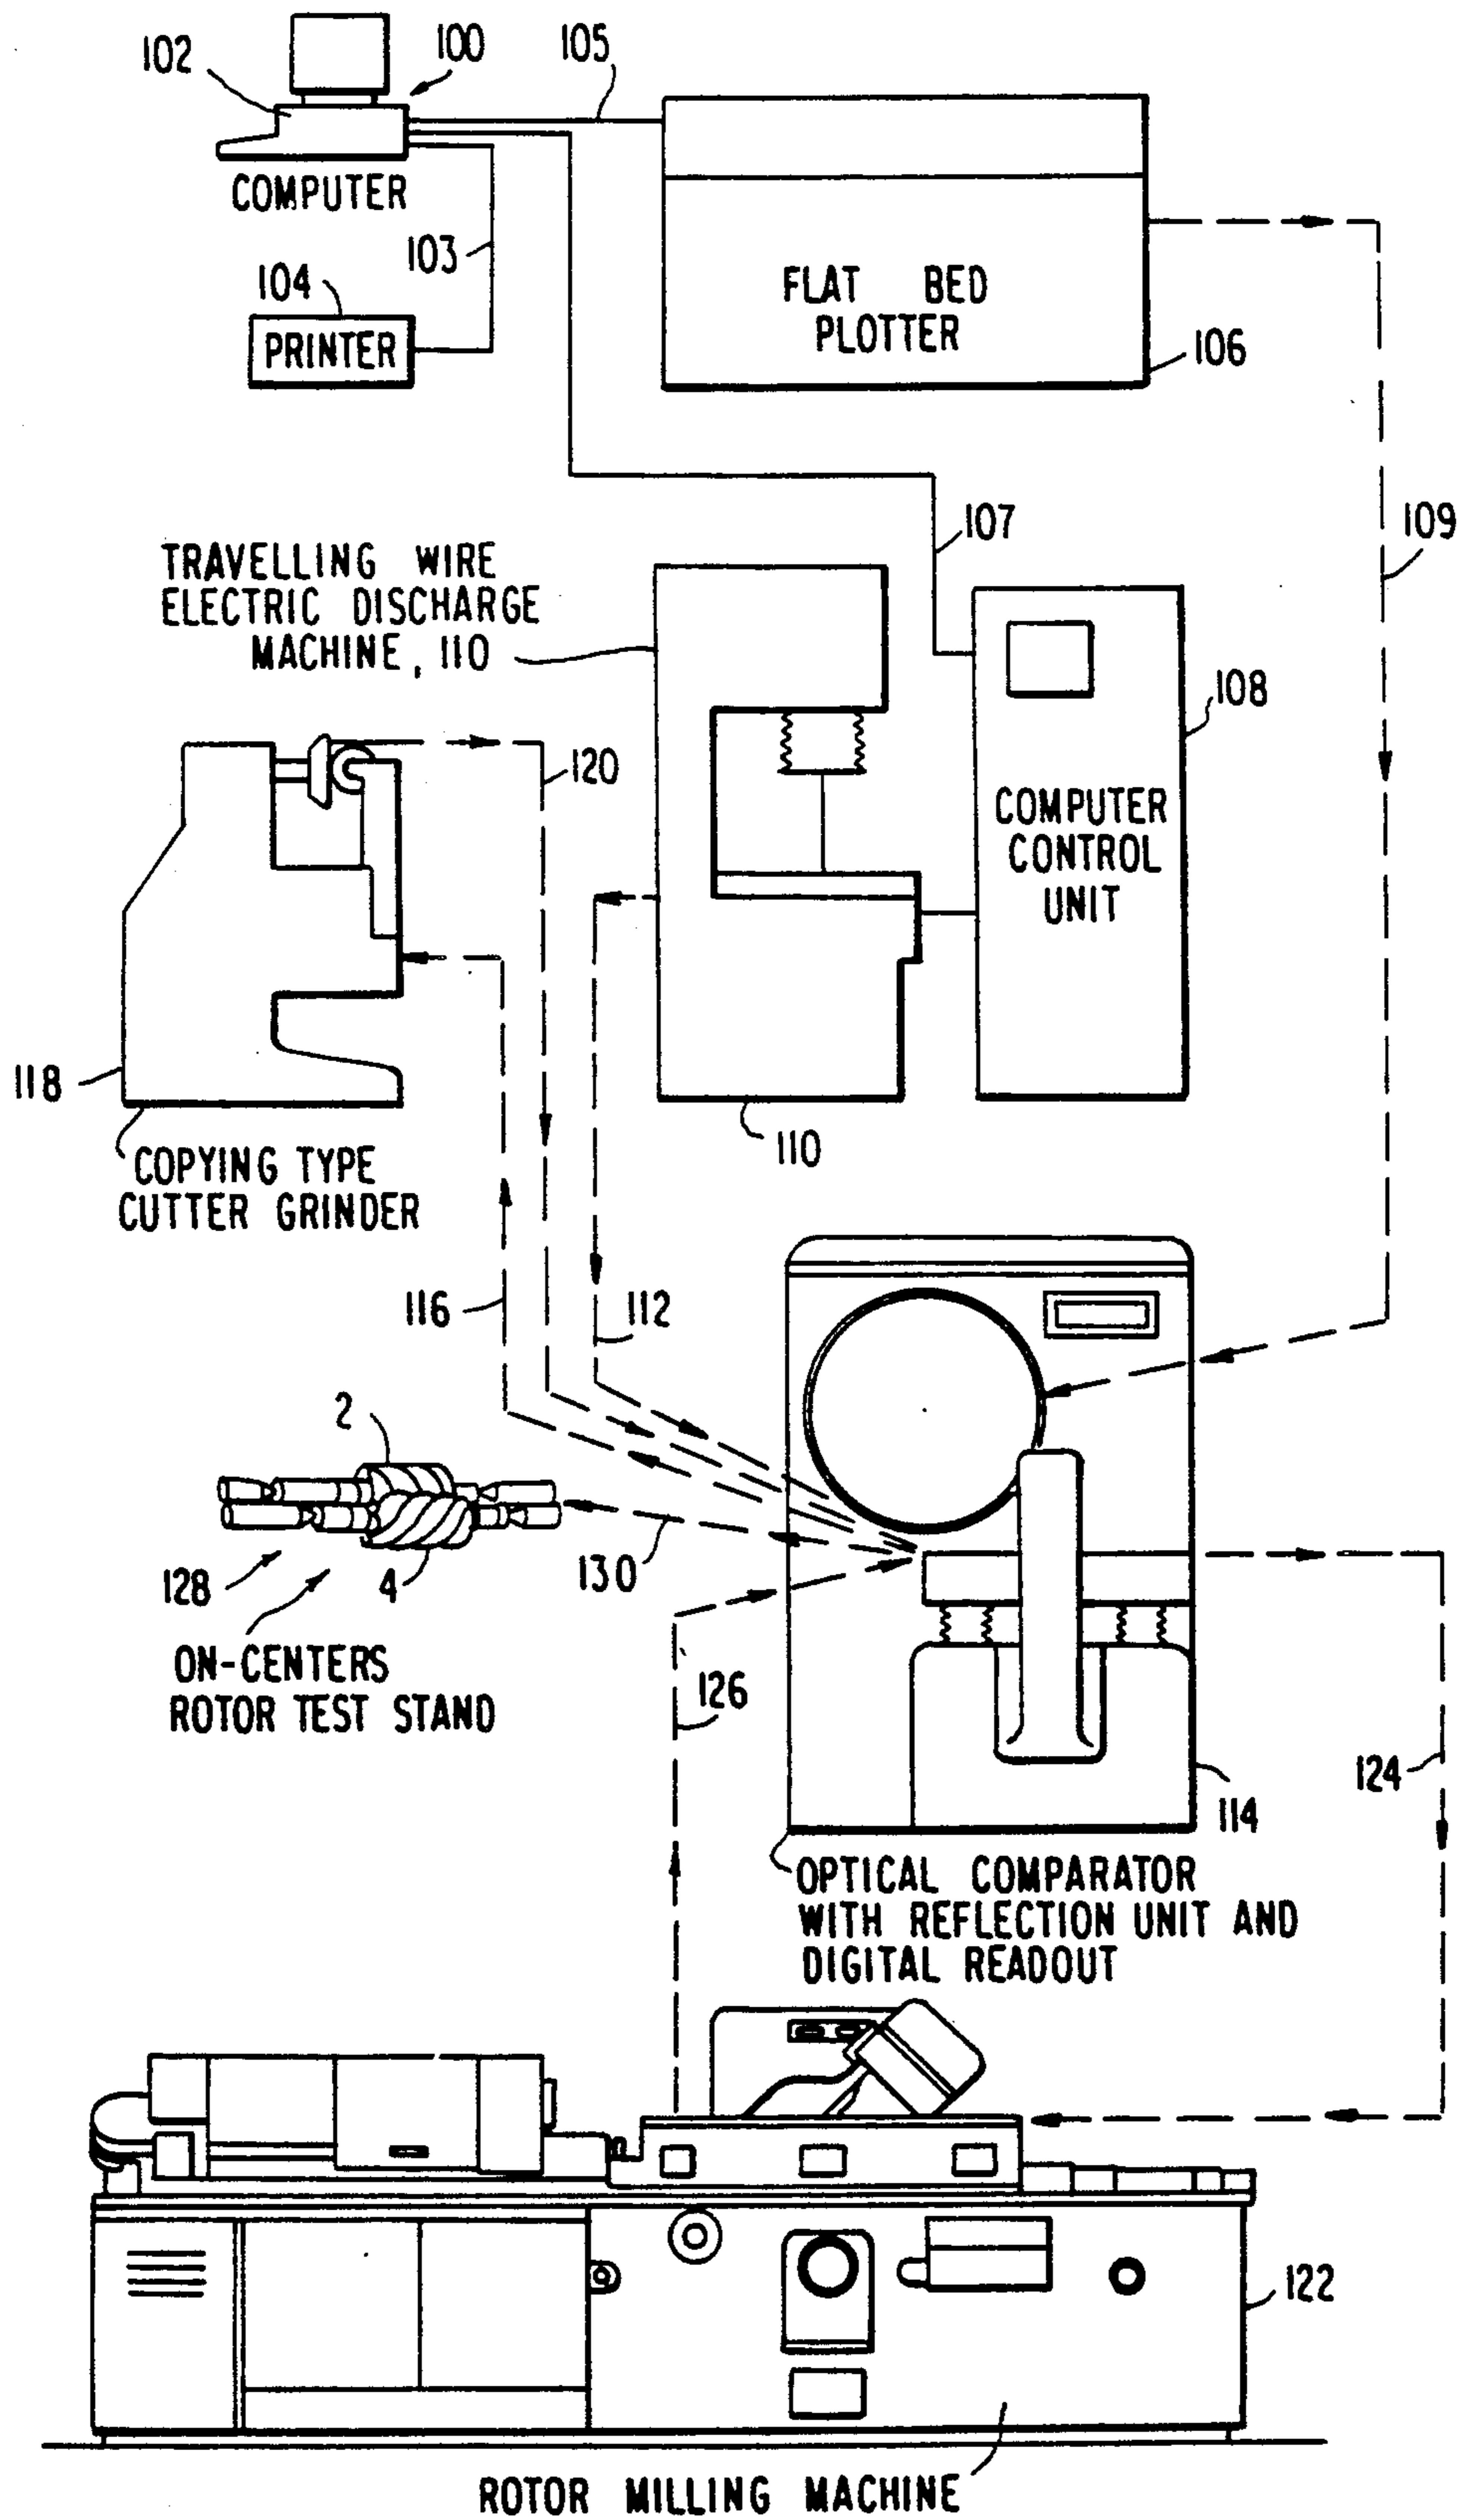 102
100
105
COMPUTER
103
104
PRINTER
FLAT BED
PLOTTER
106
107
109
TRAVELLING WIRE
ELECTRIC DISCHARGE
MACHINE, 110
108
120
COMPUTER
CONTROL
UNIT
118
110
COPYING TYPE
CUTTER GRINDER
116
112
2
128
4
130
ON-CENTERS
ROTOR TEST STAND
126
124
114
OPTICAL COMPARATOR
WITH REFLECTION UNIT AND
DIGITAL READOUT
122
ROTOR MILLING MACHINE